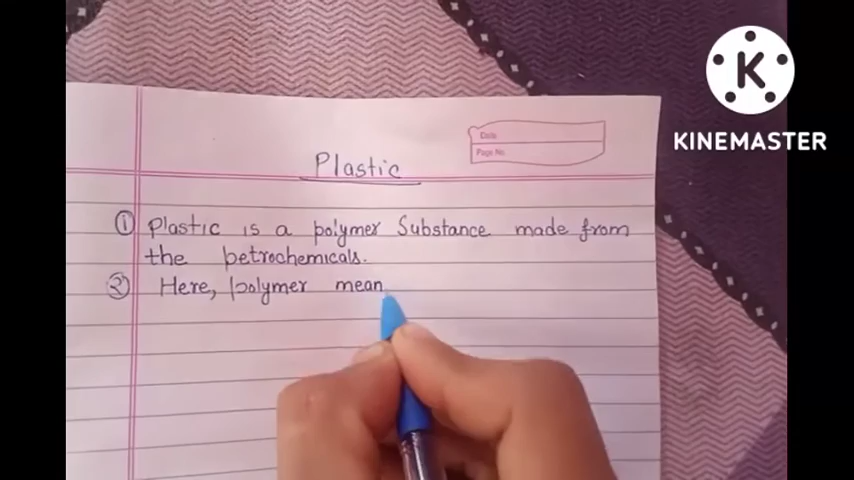 KINEMASTER
Date
Page No.
Plastic
① Plastic is a polymer Substance made from
the petrochemicals.
② Here, polymer mean